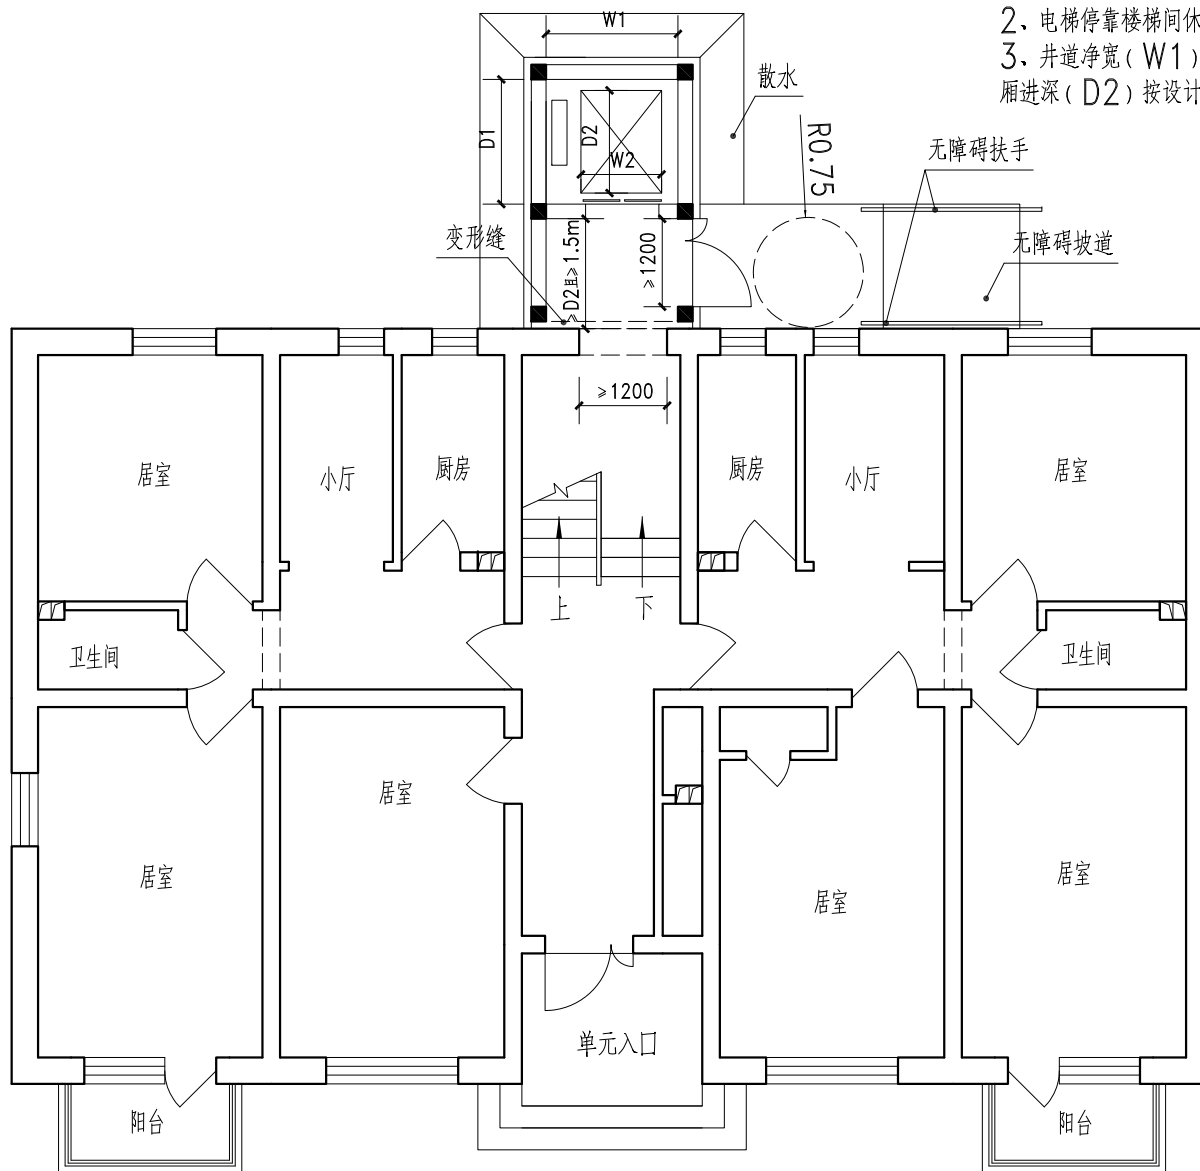 2、电梯停靠楼梯间休
3、井道净宽(W1)
厢进深(D2)按设计
W1
散水
D1
D2
W2
R0.75
无障碍扶手
变形缝
≥D2且≥1.5m
≥1200
无障碍坡道
≥1200
居室
小厅
厨房
厨房
小厅
居室
上
下
卫生间
卫生间
居室
居室
居室
居室
单元入口
阳台
阳台